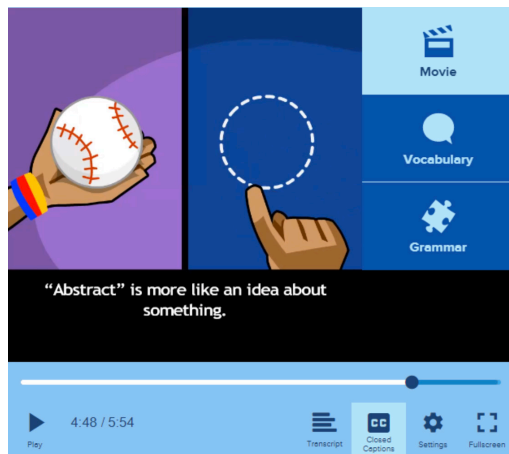 Movie
Vocabulary
Grammar
“Abstract” is more like an idea about
something.
4:48 / 5:54
Play
Transcript
CC
Closed
Captions
Settings
Fullscreen